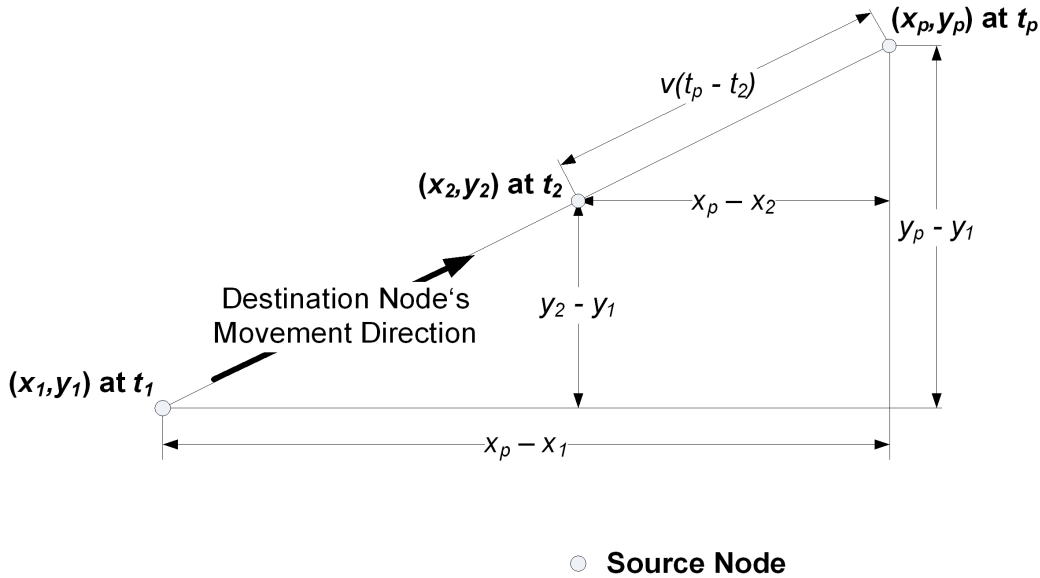 (xp,yp) at tp
v(tp - t2)
(x2,y2) at t2
xp – x2
yp - y1
Destination Node‘s
Movement Direction
y2 - y1
(x1,y1) at t1
xp – x1
Source Node